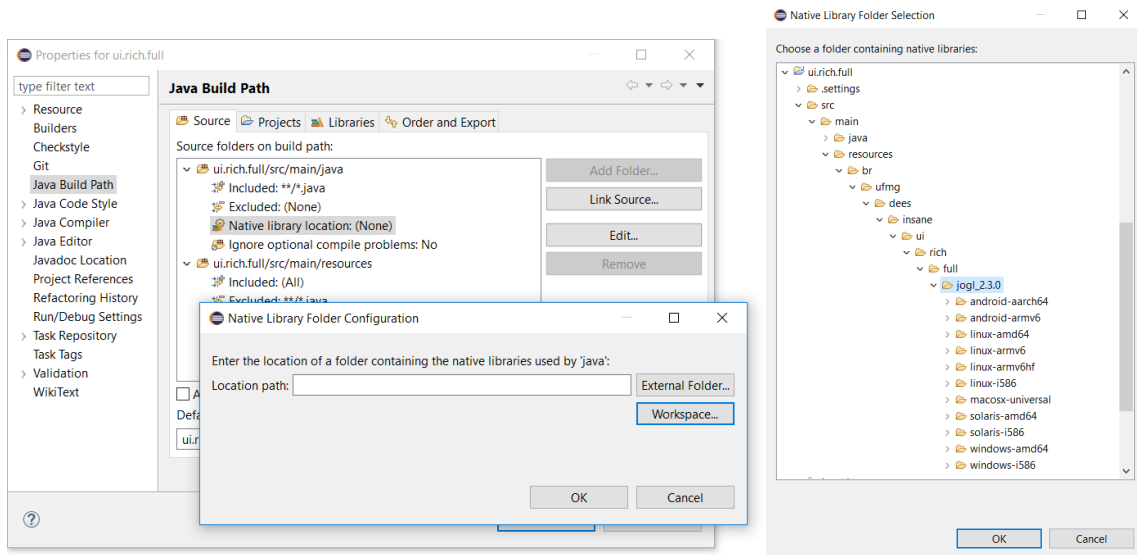 Properties for ui.rich.full
type filter text
Resource
Builders
Checkstyle
Git
Java Build Path
Java Code Style
Java Compiler
Java Editor
Javadoc Location
Project References
Refactoring History
Run/Debug Settings
Task Repository
Task Tags
Validation
WikiText
Java Build Path
Source Projects Libraries Order and Export
Source folders on build path:
ui.rich.full/src/main/java
Included: **/*.java
Excluded: (None)
Native library location: (None)
Ignore optional compile problems: No
ui.rich.full/src/main/resources
Included: (All)
Excluded: **/*.java
Add Folder...
Link Source...
Edit...
Remove
Native Library Folder Configuration
Enter the location of a folder containing the native libraries used by 'java':
Location path:
External Folder...
Workspace...
OK Cancel
Native Library Folder Selection
Choose a folder containing native libraries:
ui.rich.full
.settings
src
main
java
resources
br
ufmg
dees
insane
ui
rich
full
jogl_2.3.0
android-aarch64
android-armv6
linux-amd64
linux-armv6
linux-armv6hf
linux-i586
macosx-universal
solaris-amd64
solaris-i586
windows-amd64
windows-i586
OK Cancel